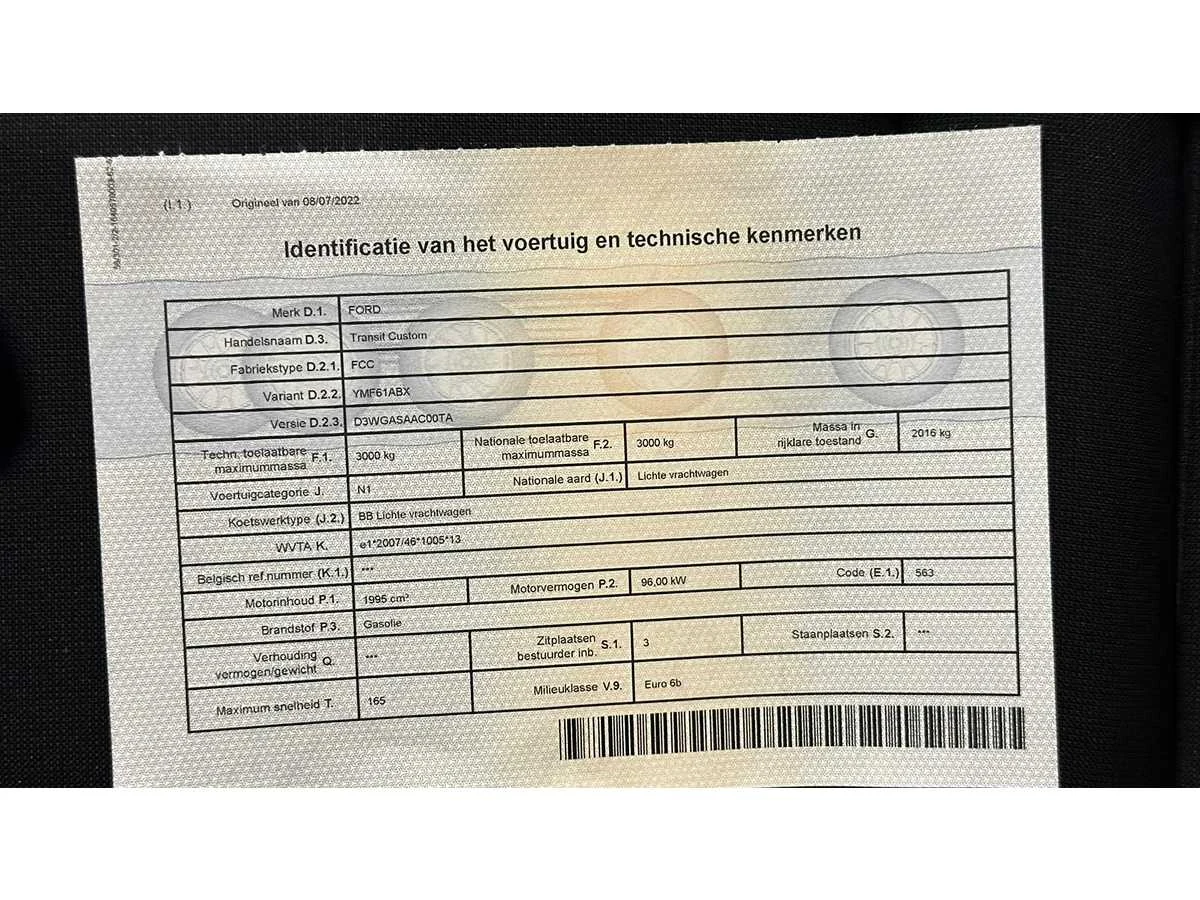 (I.1.) Origineel van 08/07/2022
Identificatie van het voertuig en technische kenmerken
Merk D.1. FORD
Handelsnaam D.3. Transit Custom
Fabriekstype D.2.1. FCC
Variant D.2.2. YMF61ABX
Versie D.2.3. D3WGASAAC00TA
Techn. toelaatbare maximummassa F.1. 3000 kg Nationale toelaatbare maximummassa F.2. 3000 kg Massa in rijklare toestand G. 2016 kg
Voertuigcategorie J. N1 Nationale aard (J.1.) Lichte vrachtwagen
Koetswerktype (J.2.) BB Lichte vrachtwagen
WVTA K. e1*2007/46*1005*13
Belgisch ref.nummer (K.1.) ***
Motorinhoud P.1. 1995 cm³ Motorvermogen P.2. 96,00 kW Code (E.1.) 563
Brandstof P.3. Gasolie
Verhouding vermogen/gewicht Q. *** Zitplaatsen bestuurder inb. S.1. 3 Staanplaatsen S.2. ***
Maximum snelheid T. 165 Milieuklasse V.9. Euro 6b